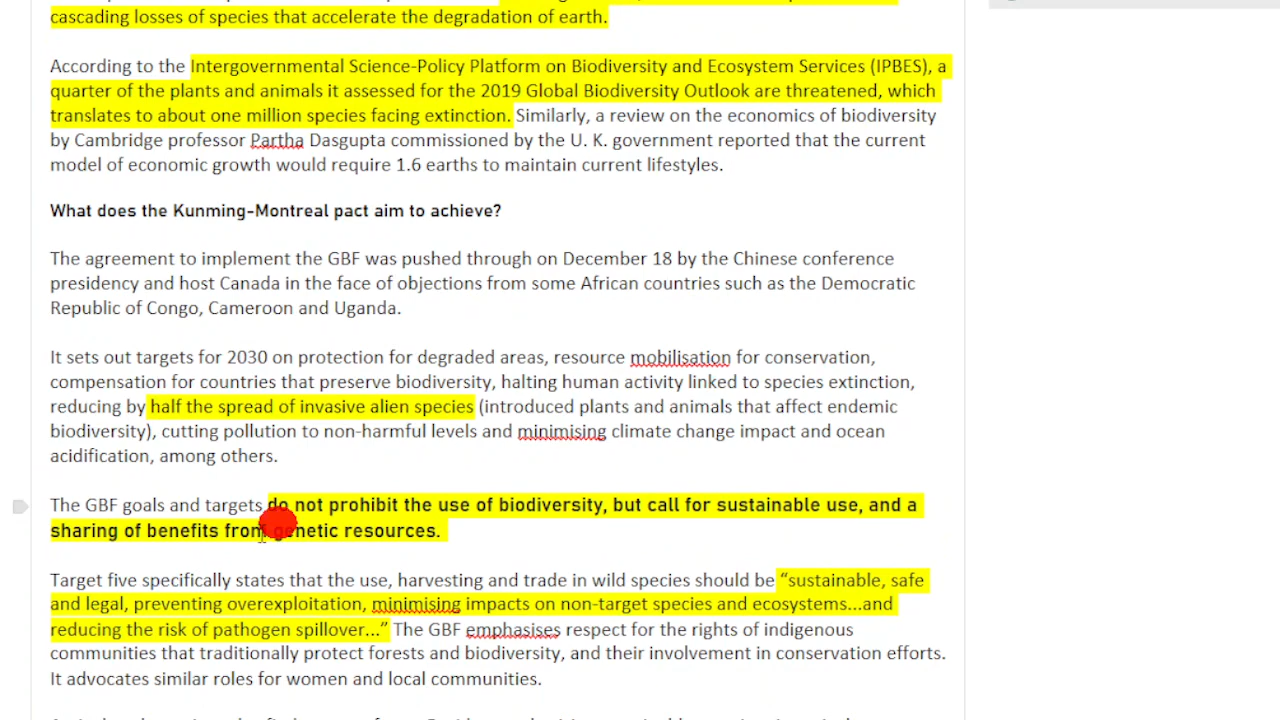 cascading losses of species that accelerate the degradation of earth.
According to the Intergovernmental Science-Policy Platform on Biodiversity and Ecosystem Services (IPBES), a
quarter of the plants and animals it assessed for the 2019 Global Biodiversity Outlook are threatened, which
translates to about one million species facing extinction. Similarly, a review on the economics of biodiversity
by Cambridge professor Partha Dasgupta commissioned by the U. K. government reported that the current
model of economic growth would require 1.6 earths to maintain current lifestyles.
What does the Kunming-Montreal pact aim to achieve?
The agreement to implement the GBF was pushed through on December 18 by the Chinese conference
presidency and host Canada in the face of objections from some African countries such as the Democratic
Republic of Congo, Cameroon and Uganda.
It sets out targets for 2030 on protection for degraded areas, resource mobilisation for conservation,
compensation for countries that preserve biodiversity, halting human activity linked to species extinction,
reducing by half the spread of invasive alien species (introduced plants and animals that affect endemic
biodiversity), cutting pollution to non-harmful levels and minimising climate change impact and ocean
acidification, among others.
The GBF goals and targets do not prohibit the use of biodiversity, but call for sustainable use, and a
sharing of benefits from genetic resources.
Target five specifically states that the use, harvesting and trade in wild species should be “sustainable, safe
and legal, preventing overexploitation, minimising impacts on non-target species and ecosystems...and
reducing the risk of pathogen spillover...” The GBF emphasises respect for the rights of indigenous
communities that traditionally protect forests and biodiversity, and their involvement in conservation efforts.
It advocates similar roles for women and local communities.